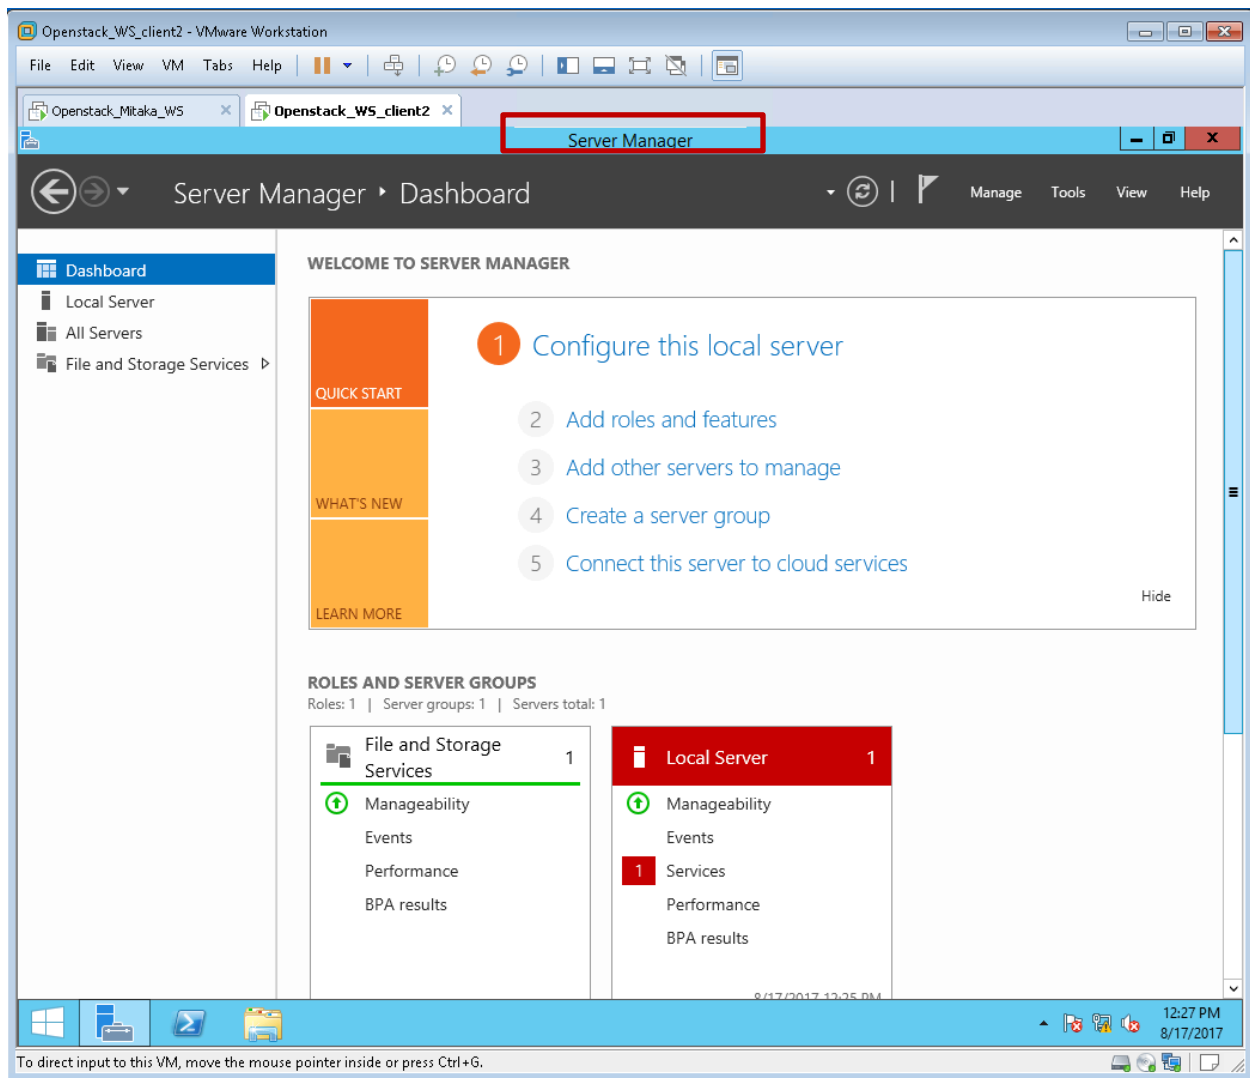 Openstack_WS_client2 - VMware Workstation
File Edit View VM Tabs Help
Openstack_Mitaka_WS
Openstack_WS_client2
Server Manager
Server Manager
Dashboard
Manage Tools View Help
Dashboard
Local Server
All Servers
File and Storage Services
WELCOME TO SERVER MANAGER
QUICK START
WHAT'S NEW
LEARN MORE
1 Configure this local server
2 Add roles and features
3 Add other servers to manage
4 Create a server group
5 Connect this server to cloud services
Hide
ROLES AND SERVER GROUPS
Roles: 1 | Server groups: 1 | Servers total: 1
File and Storage
Services
1
Manageability
Events
Performance
BPA results
Local Server 1
Manageability
Events
1 Services
Performance
BPA results
8/17/2017 12:25 PM
12:27 PM
8/17/2017
To direct input to this VM, move the mouse pointer inside or press Ctrl+G.